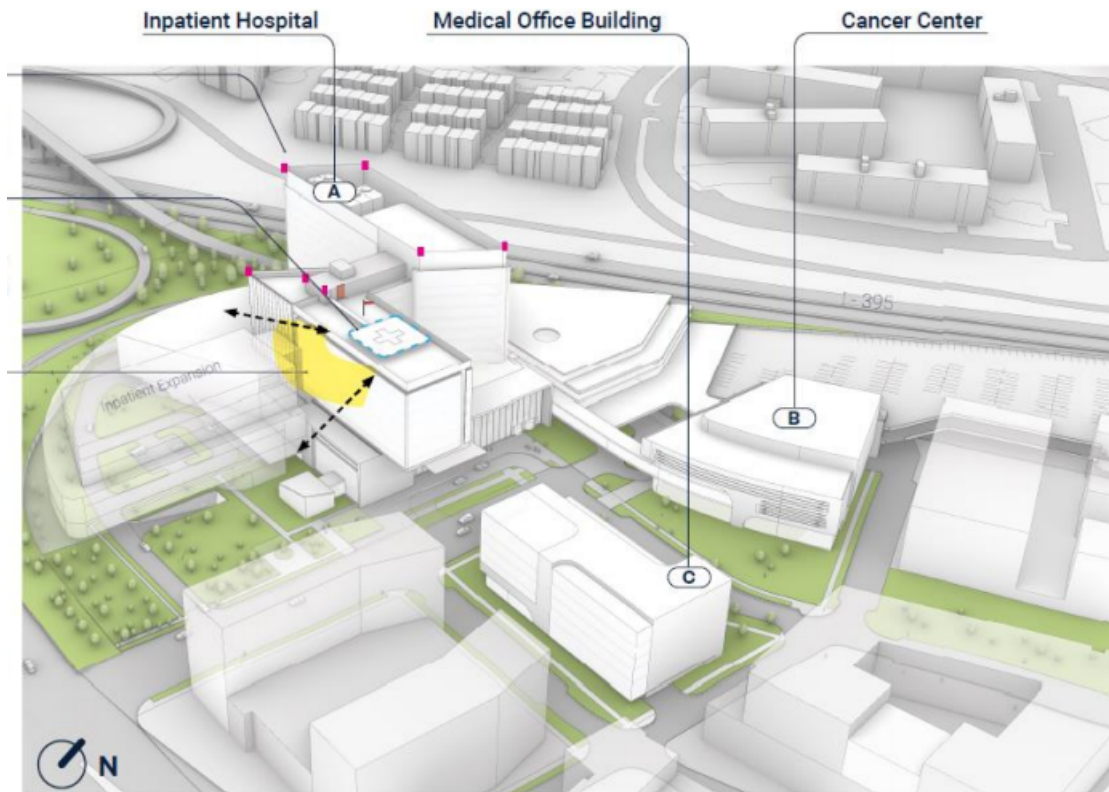 Inpatient Hospital
Medical Office Building
Cancer Center
A
I-395
Inpatient Expansion
B
C
N